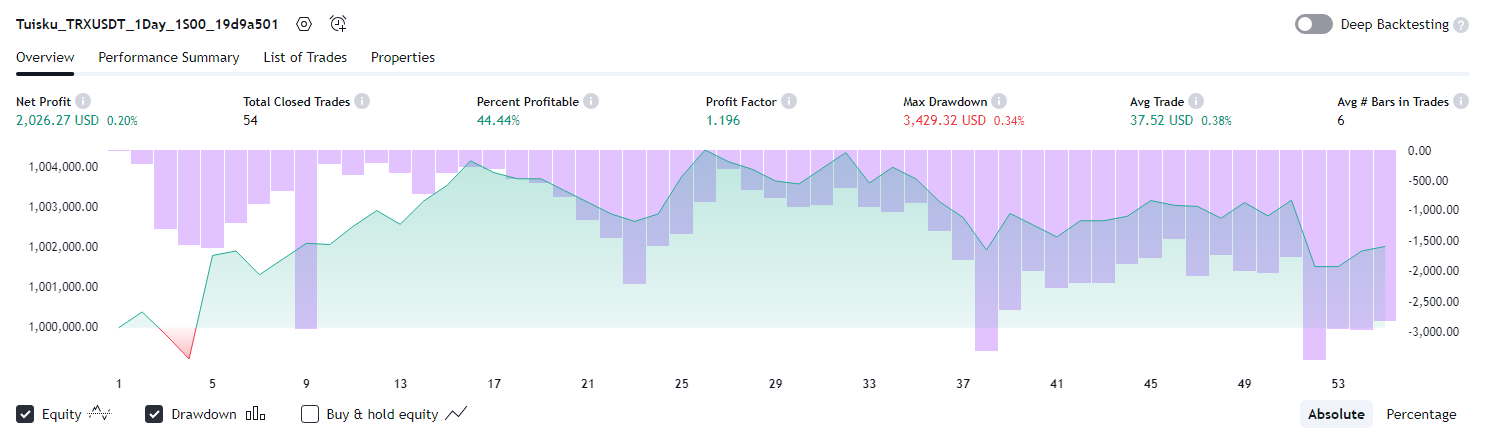 Tuisku_TRXUSDT_1Day_1S00_19d9a501 Deep Backtesting ?
Overview Performance Summary List of Trades Properties
Net Profit i Total Closed Trades i Percent Profitable i Profit Factor i Max Drawdown i Avg Trade i Avg # Bars in Trades i
2,026.27 USD 0.20% 54 44.44% 1.196 3,429.32 USD 0.34% 37.52 USD 0.38% 6
1,004,000.00
1,003,000.00
1,002,000.00
1,001,000.00
1,000,000.00
0.00
-500.00
-1,000.00
-1,500.00
-2,000.00
-2,500.00
-3,000.00
1 5 9 13 17 21 25 29 33 37 41 45 49 53
Equity Drawdown Buy & hold equity Absolute Percentage